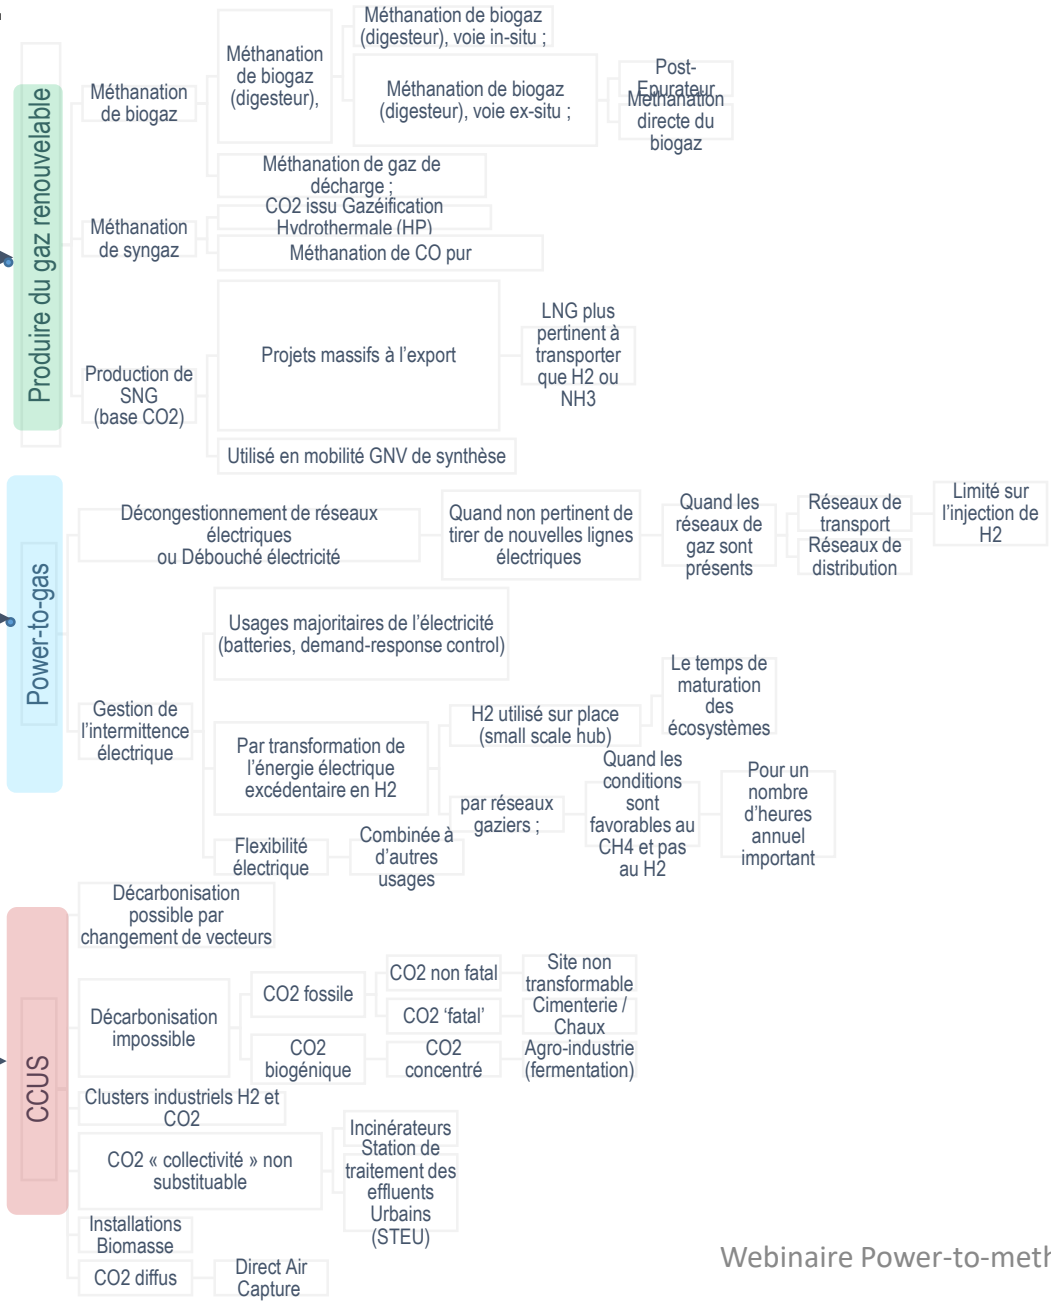 Produire du gaz renouvelable
Méthanation
de biogaz
Méthanation
de biogaz
(digesteur),
Méthanation de biogaz
(digesteur), voie in-situ ;
Méthanation de biogaz
(digesteur), voie ex-situ ;
Post-
Epurateur
Méthanation
directe du
biogaz
Méthanation de gaz de
décharge ;
Méthanation
de syngaz
CO2 issu Gazéification
Hydrothermale (HP)
Méthanation de CO pur
Production de
SNG
(base CO2)
Projets massifs à l’export
LNG plus
pertinent à
transporter
que H2 ou
NH3
Utilisé en mobilité GNV de synthèse
Power-to-gas
Décongestionnement de réseaux
électriques
ou Débouché électricité
Quand non pertinent de
tirer de nouvelles lignes
électriques
Quand les
réseaux de
gaz sont
présents
Réseaux de
transport
Limité sur
l’injection de
H2
Réseaux de
distribution
Gestion de
l’intermittence
électrique
Usages majoritaires de l’électricité
(batteries, demand-response control)
Par transformation de
l’énergie électrique
excédentaire en H2
H2 utilisé sur place
(small scale hub)
Le temps de
maturation
des
écosystèmes
par réseaux
gaziers ;
Quand les
conditions
sont
favorables au
CH4 et pas
au H2
Pour un
nombre
d’heures
annuel
important
Flexibilité
électrique
Combinée à
d’autres
usages
CCUS
Décarbonisation
possible par
changement de vecteurs
Décarbonisation
impossible
CO2 fossile
CO2 non fatal
Site non
transformable
CO2 ‘fatal’
Cimenterie /
Chaux
CO2
biogénique
CO2
concentré
Agro-industrie
(fermentation)
Clusters industriels H2 et
CO2
CO2 « collectivité » non
substituable
Incinérateurs
Station de
traitement des
effluents
Urbains
(STEU)
Installations
Biomasse
CO2 diffus
Direct Air
Capture
Webinaire Power-to-meth